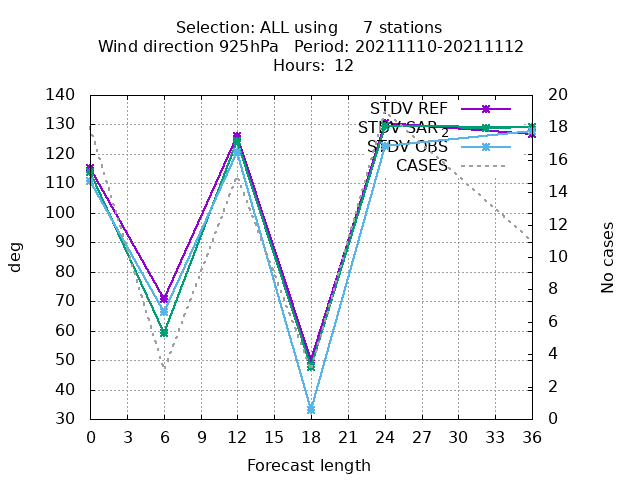 Selection: ALL using 7 stations
Wind direction 925hPa Period: 20211110-20211112
Hours: 12
140 20
STDV REF
130 18
STDV SAR 2
120 STDV OBS 16
CASES
110 14
100 12
90
80 10
70 8
60 6
50 4
40 2
30 0
deg
No cases
0 3 6 9 12 15 18 21 24 27 30 33 36
Forecast length